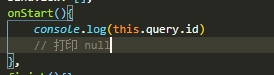 onStart(){
console.log(this.query.id)
// 打印 null
},